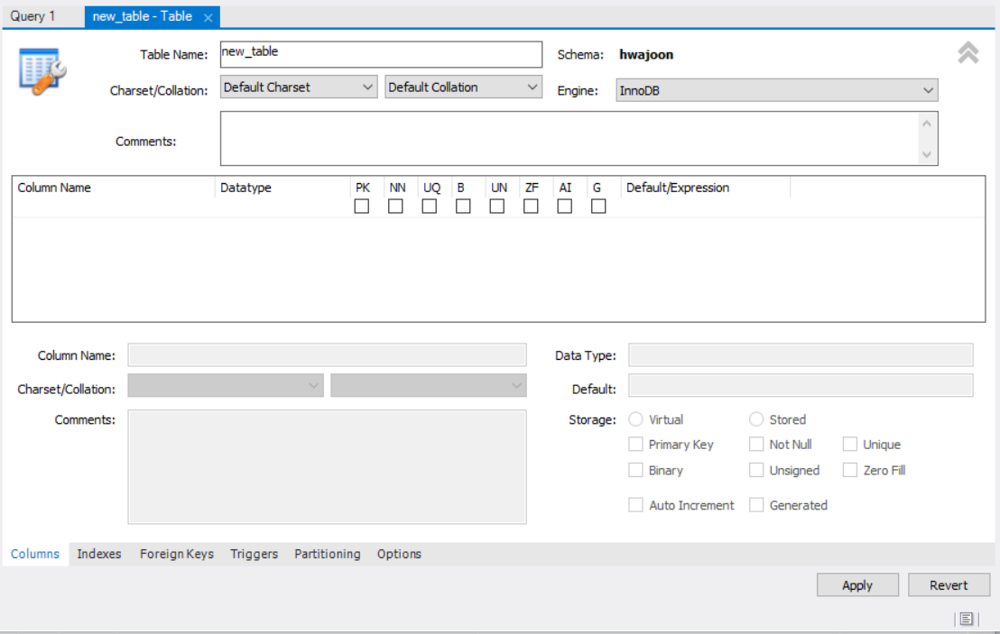 Query 1 new_table - Table ×
Table Name: new_table Schema: hwajoon
Charset/Collation: Default Charset Default Collation Engine: InnoDB
Comments:
Column Name Datatype PK NN UQ B UN ZF AI G Default/Expression
Column Name: Data Type:
Charset/Collation: Default:
Comments: Storage: Virtual Stored
Primary Key Not Null Unique
Binary Unsigned Zero Fill
Auto Increment Generated
Columns Indexes Foreign Keys Triggers Partitioning Options
Apply Revert